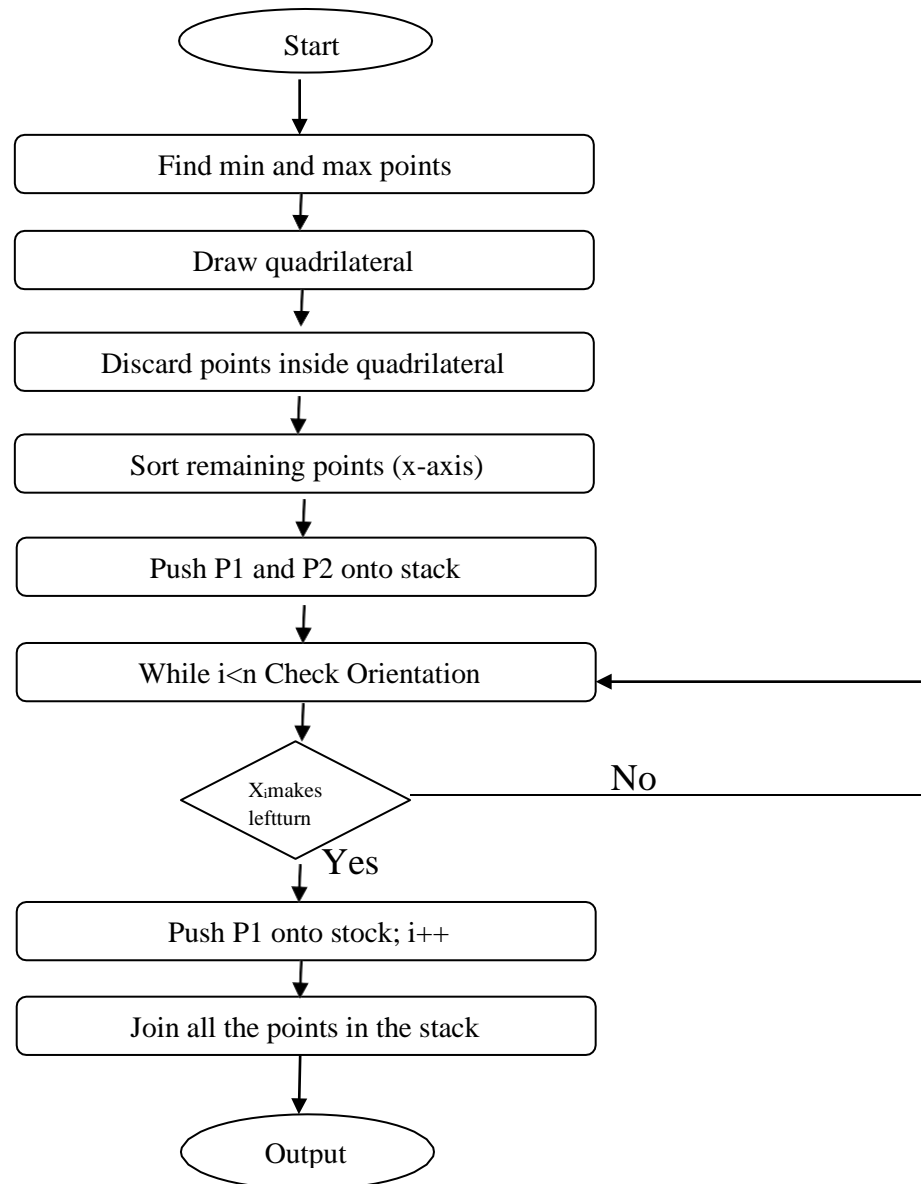 Start
Find min and max points
Draw quadrilateral
Discard points inside quadrilateral
Sort remaining points (x-axis)
Push P1 and P2 onto stack
While i<n Check Orientation
Xᵢmakes
leftturn
No
Yes
Push P1 onto stock; i++
Join all the points in the stack
Output